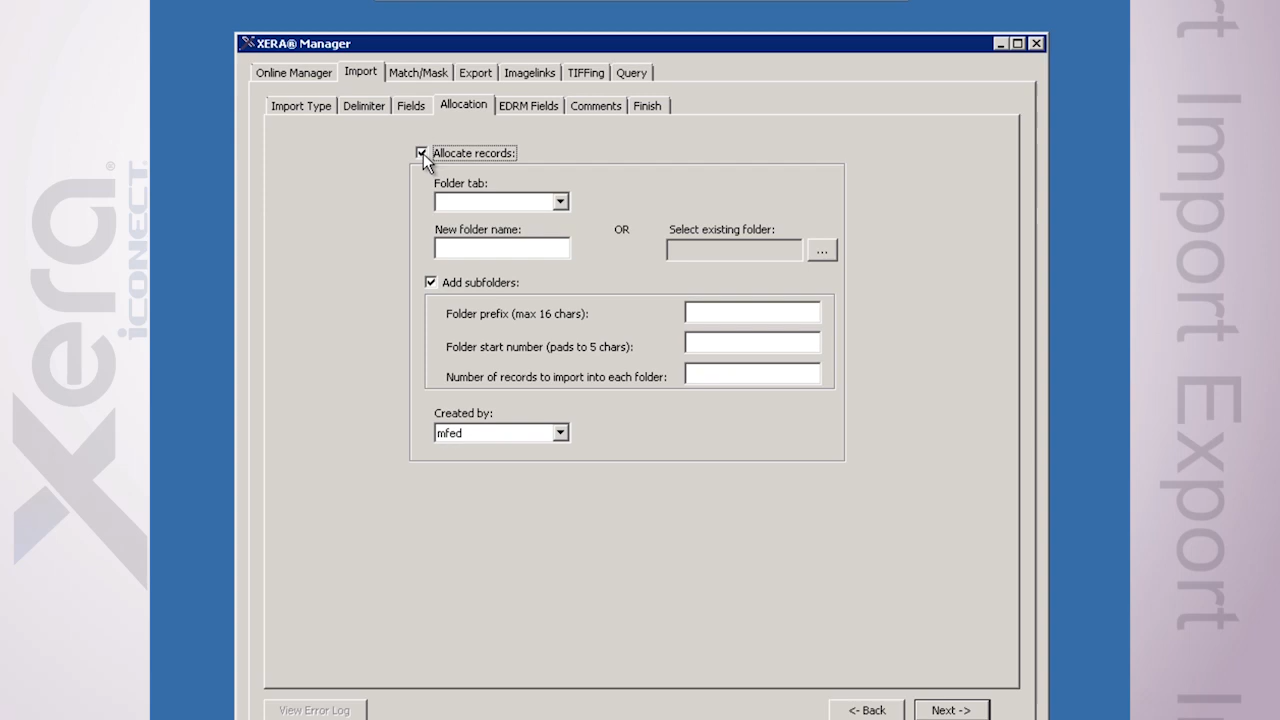 XERA® Manager
Online Manager Import Match/Mask Export Imagelinks TIFFing Query
Import Type Delimiter Fields Allocation EDRM Fields Comments Finish
Allocate records:
Folder tab:
New folder name: OR Select existing folder:
...
Add subfolders:
Folder prefix (max 16 chars):
Folder start number (pads to 5 chars):
Number of records to import into each folder:
Created by:
mfed
View Error Log <- Back Next ->
xera®
iCONECT
Import Export